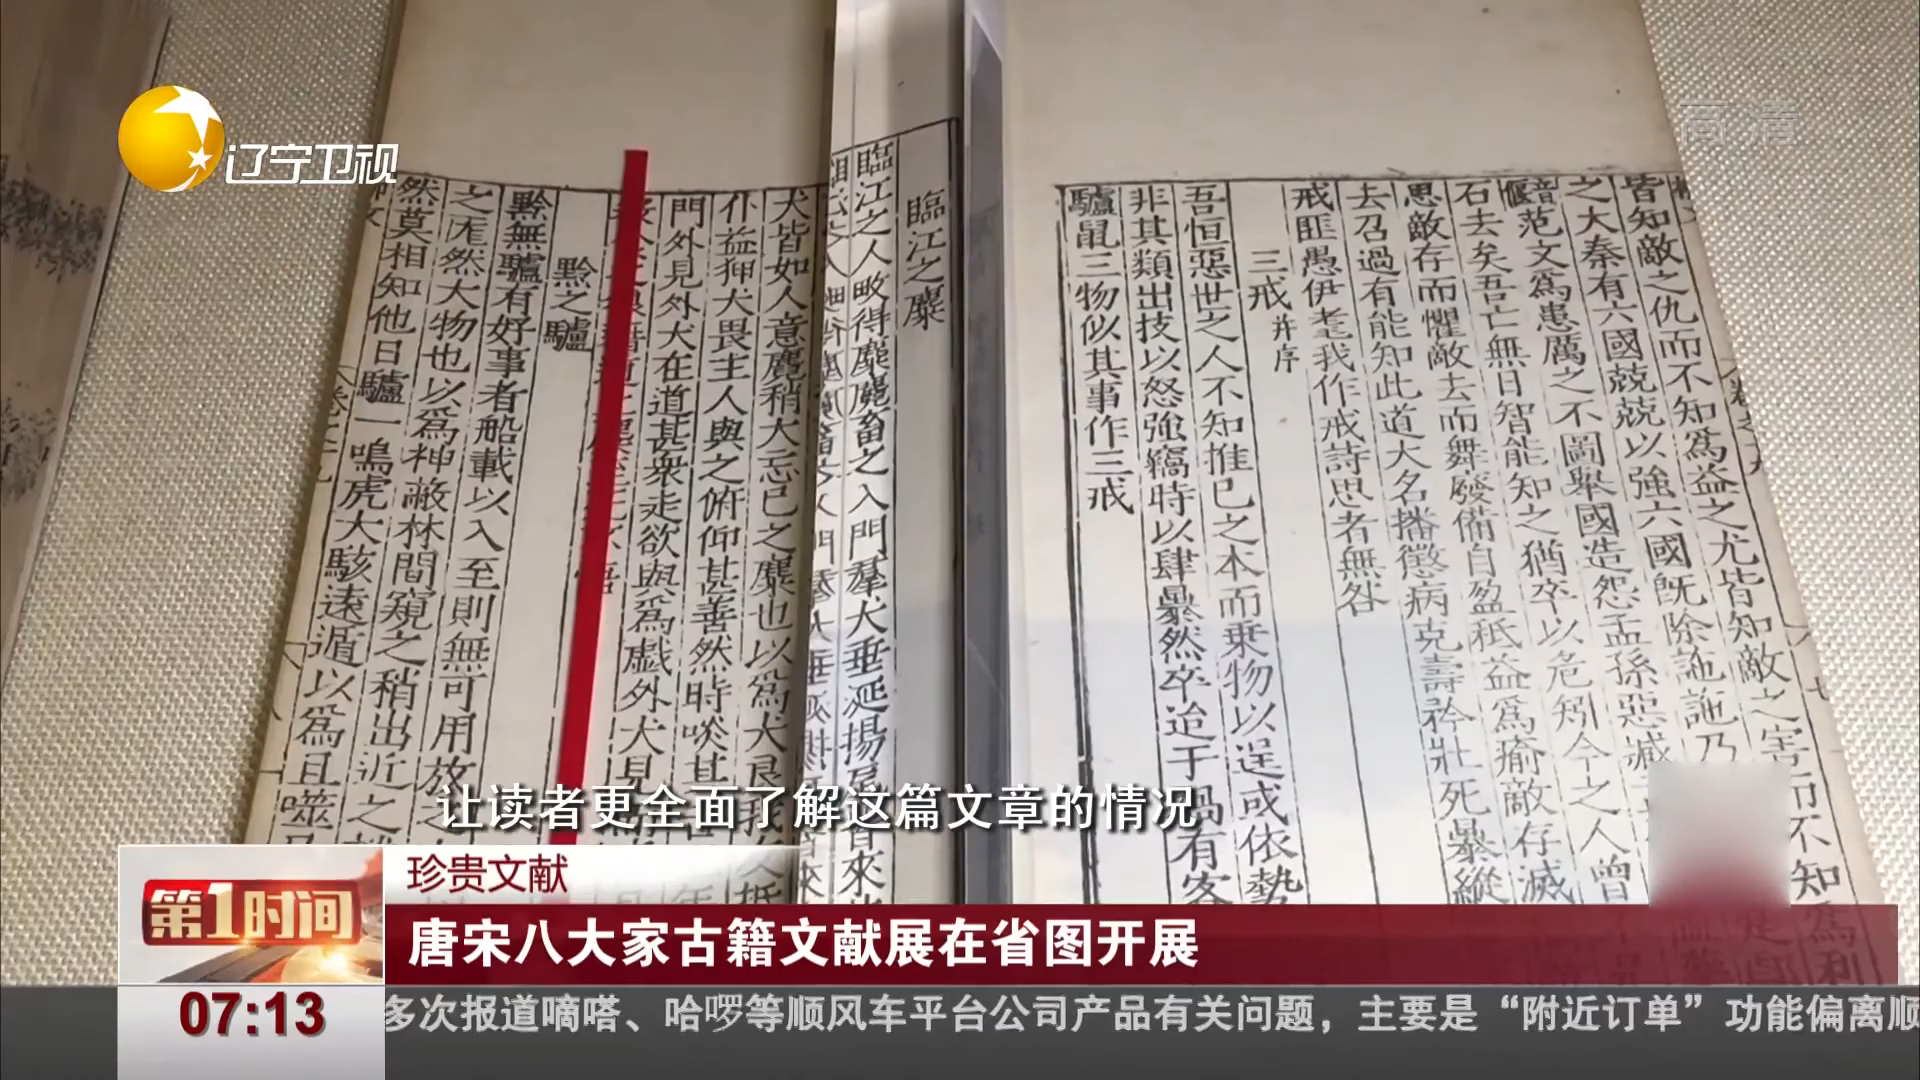 辽宁卫视
高清
皆知敵之仇而不知爲益之尤皆知敵之害而不知爲利
之大秦有六國兢兢以強六國既除訑訑乃
范文爲患厲之不圖舉國造怨孟孫惡臧
石去矣吾亡無日智能知之猶卒以危矧今之人曾
思敵存而懼敵去而舞廢備自盈秪益爲瘉敵存滅
去召過有能知此道大名播懲病克壽矜壯死暴縱
戒匪愚伊耄我作戒詩思者無咎
三戒并序
吾恒惡世之人不知推己之本而乗物以逞或依勢
非其類出技以怒強竊時以肆暴然卒迨于禍有客
驢鼠三物似其事作三戒
臨江之麋
臨江之人畋得麋麑畜之入門羣犬垂涎揚尾皆來
犬皆如人意麑稍大忘已之麋也以爲犬良我友抵
仆益狎犬畏主人與之俯仰甚善然時啖其
門外見外犬在道甚衆走欲與爲戲外犬見
黔之驢
黔無驢有好事者船載以入至則無可用放之
之尨然大物也以爲神蔽林間窺之稍出近之
然莫相知他日驢一鳴虎大駭遠遁以爲且噬
让读者更全面了解这篇文章的情况
第1时间
珍贵文献
唐宋八大家古籍文献展在省图开展
07:13
多次报道嘀嗒、哈啰等顺风车平台公司产品有关问题，主要是“附近订单”功能偏离顺